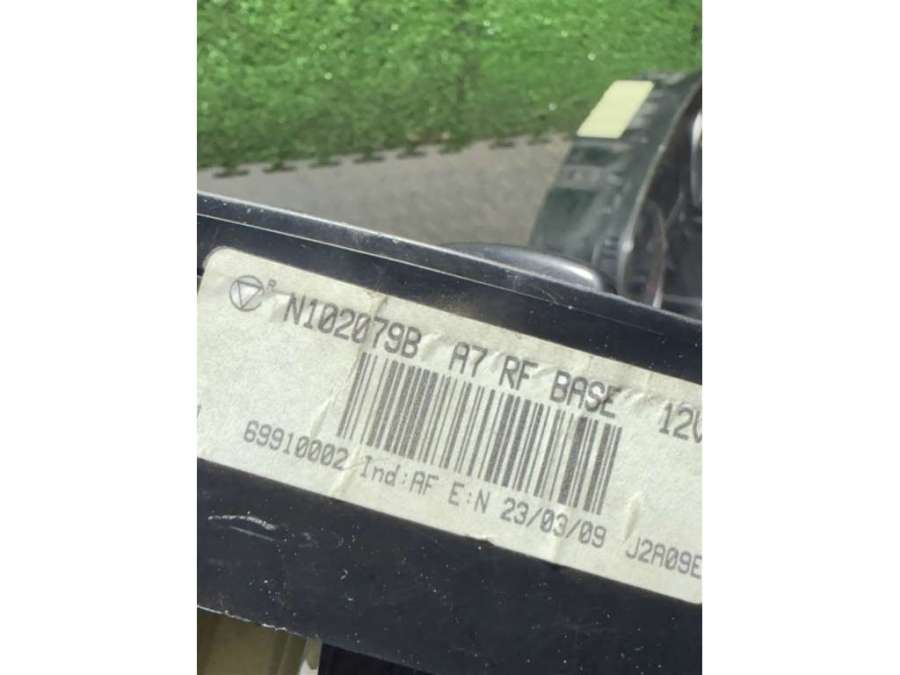 R N102079B A7 RF BASE 12V
69910002 Ind:AF E:N 23/03/09 J2A09E